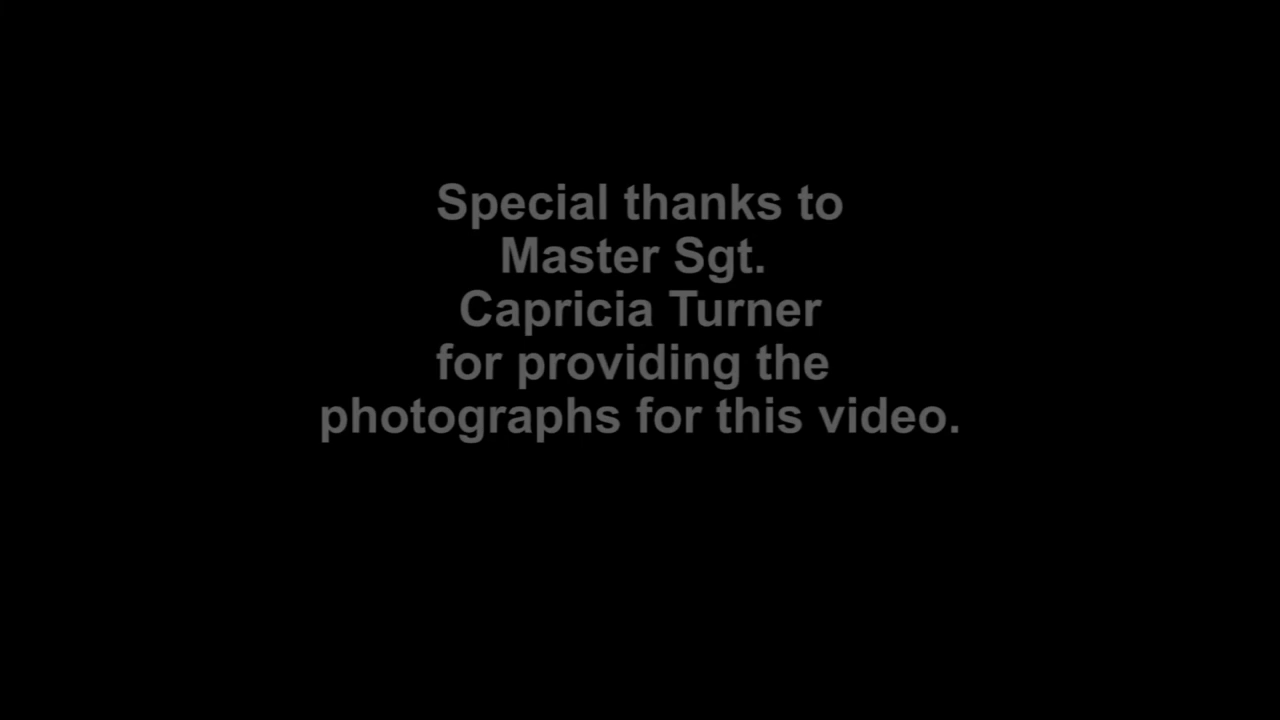 Special thanks to
Master Sgt.
Capricia Turner
for providing the
photographs for this video.